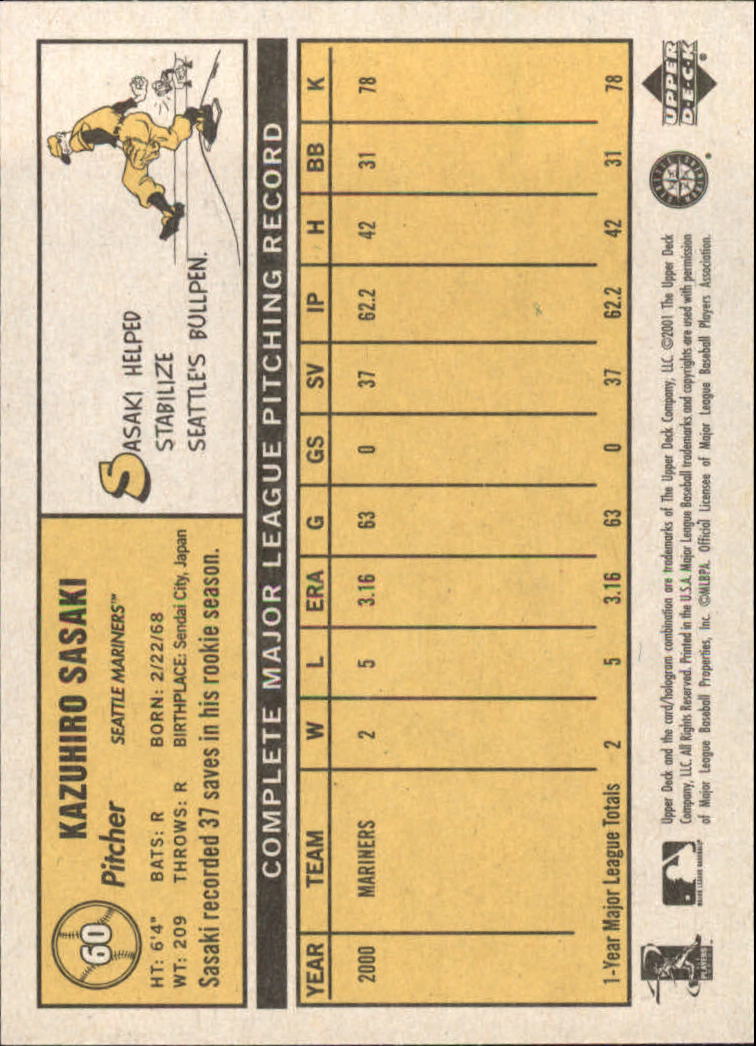 60
KAZUHIRO SASAKI
Pitcher SEATTLE MARINERS™
HT: 6'4" BATS: R BORN: 2/22/68
WT: 209 THROWS: R BIRTHPLACE: Sendai City, Japan
Sasaki recorded 37 saves in his rookie season.
SASAKI HELPED
STABILIZE
SEATTLE'S BULLPEN.
COMPLETE MAJOR LEAGUE PITCHING RECORD
YEAR TEAM W L ERA G GS SV IP H BB K
2000 MARINERS 2 5 3.16 63 0 37 62.2 42 31 78
1-Year Major League Totals 2 5 3.16 63 0 37 62.2 42 31 78
PLAYERS
Upper Deck and the card/hologram combination are trademarks of The Upper Deck Company, LLC. ©2001 The Upper Deck
Company, LLC. All Rights Reserved. Printed in the U.S.A. Major League Baseball trademarks and copyrights are used with permission
of Major League Baseball Properties, Inc. ©MLBPA. Official Licensee of Major League Baseball Players Association.
UPPER
DECK